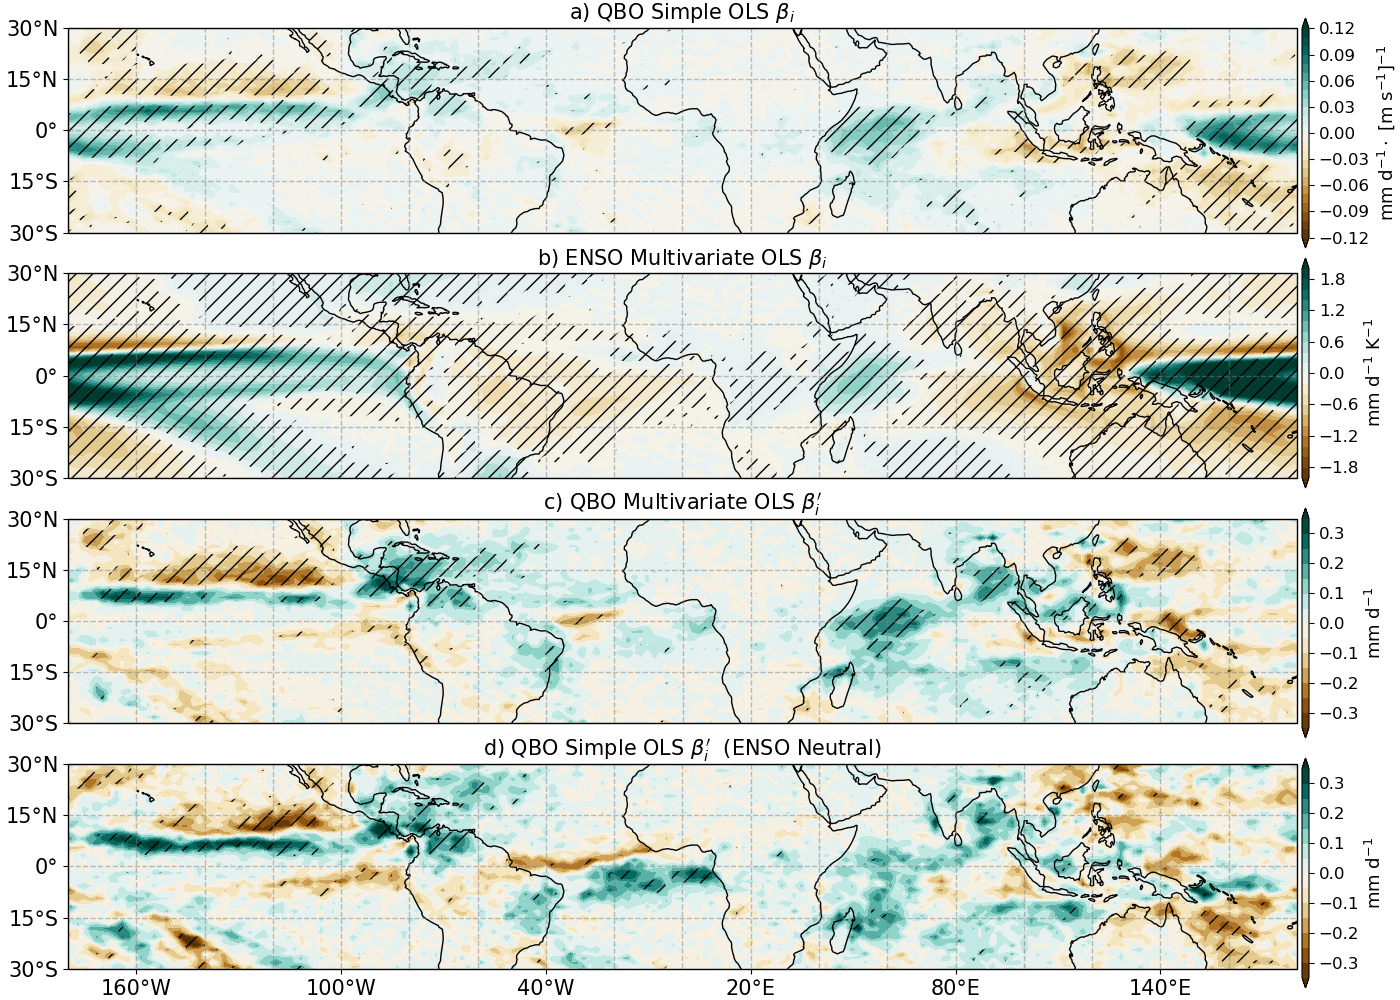 a) QBO Simple OLS βᵢ
30°N
15°N
0°
15°S
30°S
0.12
0.09
0.06
0.03
0.00
−0.03
−0.06
−0.09
−0.12
mm d⁻¹ · [m s⁻¹]⁻¹
b) ENSO Multivariate OLS βᵢ
30°N
15°N
0°
15°S
30°S
1.8
1.2
0.6
0.0
−0.6
−1.2
−1.8
mm d⁻¹ K⁻¹
c) QBO Multivariate OLS βᵢ′
30°N
15°N
0°
15°S
30°S
0.3
0.2
0.1
0.0
−0.1
−0.2
−0.3
mm d⁻¹
d) QBO Simple OLS βᵢ′ (ENSO Neutral)
30°N
15°N
0°
15°S
30°S
0.3
0.2
0.1
0.0
−0.1
−0.2
−0.3
mm d⁻¹
160°W 100°W 40°W 20°E 80°E 140°E